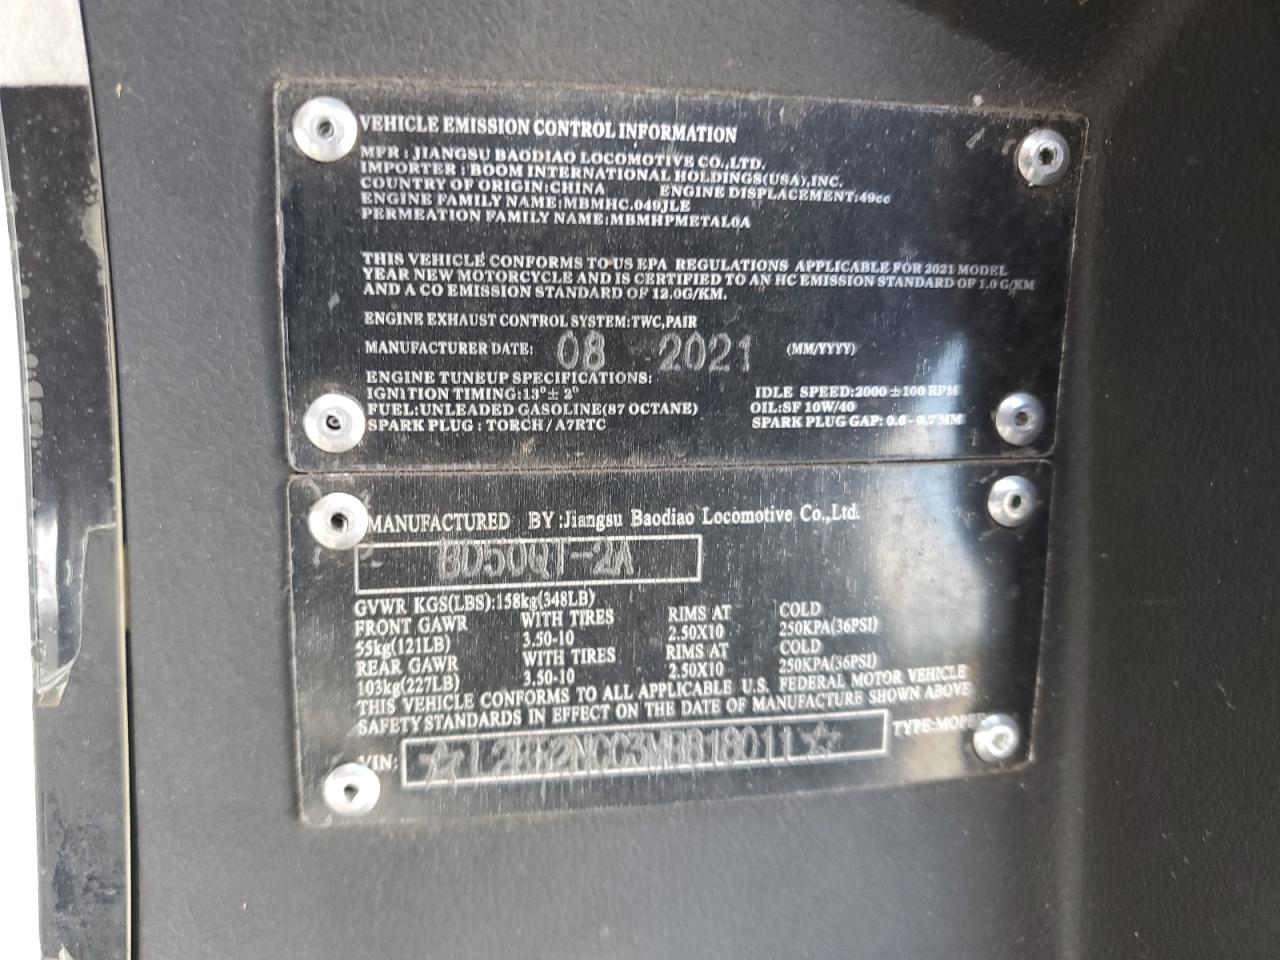 VEHICLE EMISSION CONTROL INFORMATION
MFR : JIANGSU BAODIAO LOCOMOTIVE CO.,LTD.
IMPORTER : BOOM INTERNATIONAL HOLDINGS(USA),INC.
COUNTRY OF ORIGIN:CHINA ENGINE DISPLACEMENT:49cc
ENGINE FAMILY NAME:MBMHC.049JLE
PERMEATION FAMILY NAME:MBMHPMETAL0A
THIS VEHICLE CONFORMS TO US EPA REGULATIONS APPLICABLE FOR 2021 MODEL
YEAR NEW MOTORCYCLE AND IS CERTIFIED TO AN HC EMISSION STANDARD OF 1.0 G/KM
AND A CO EMISSION STANDARD OF 12.0G/KM.
ENGINE EXHAUST CONTROL SYSTEM:TWC,PAIR
MANUFACTURER DATE: 08 2021 (MM/YYYY)
ENGINE TUNEUP SPECIFICATIONS:
IGNITION TIMING:13°± 2° IDLE SPEED:2000 ± 100 RPM
FUEL:UNLEADED GASOLINE(87 OCTANE) OIL:SF 10W/40
SPARK PLUG : TORCH / A7RTC SPARK PLUG GAP: 0.6 - 0.7MM
MANUFACTURED BY :Jiangsu Baodiao Locomotive Co.,Ltd.
BD50QT-2A
GVWR KGS(LBS):158kg(348LB)
FRONT GAWR WITH TIRES RIMS AT COLD
55kg(121LB) 3.50-10 2.50X10 250KPA(36PSI)
REAR GAWR WITH TIRES RIMS AT COLD
103kg(227LB) 3.50-10 2.50X10 250KPA(36PSI)
THIS VEHICLE CONFORMS TO ALL APPLICABLE U.S. FEDERAL MOTOR VEHICLE
SAFETY STANDARDS IN EFFECT ON THE DATE OF MANUFACTURE SHOWN ABOVE
VIN: TYPE:MOPED